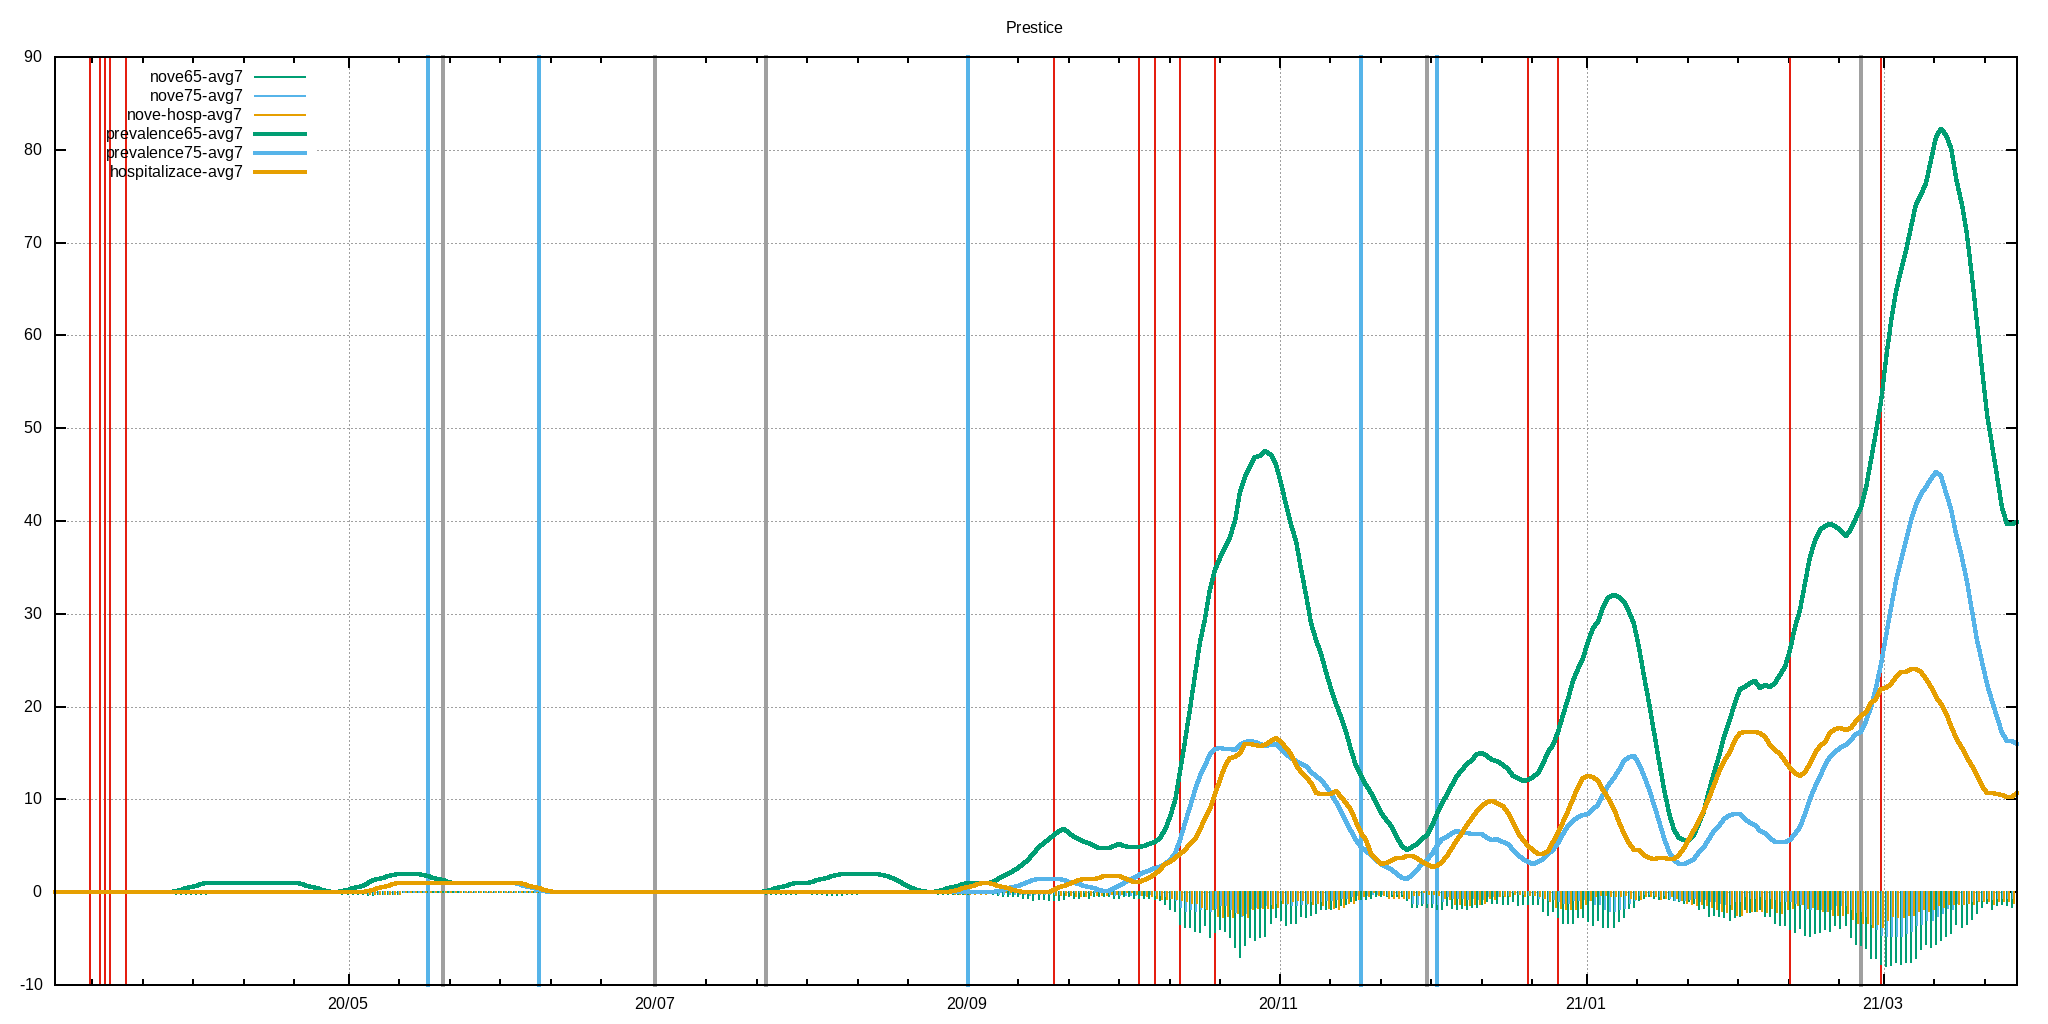 Prestice
90
80
70
60
50
40
30
20
10
0
-10
nove65-avg7
nove75-avg7
nove-hosp-avg7
prevalence65-avg7
prevalence75-avg7
hospitalizace-avg7
20/05 20/07 20/09 20/11 21/01 21/03